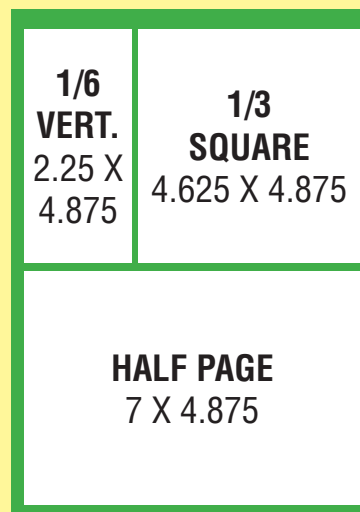 1/6
VERT.
2.25 X
4.875
1/3
SQUARE
4.625 X 4.875
HALF PAGE
7 X 4.875